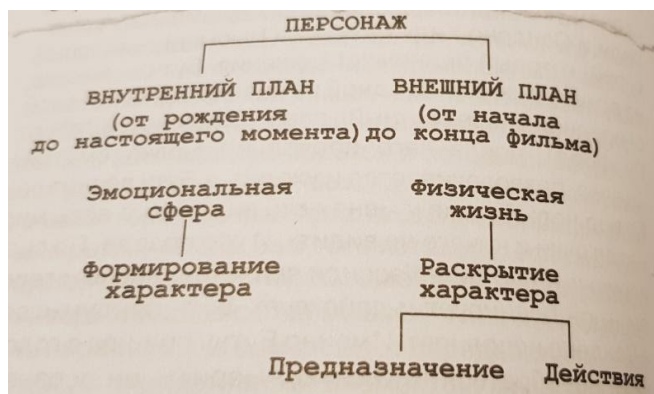 ПЕРСОНАЖ
ВНУТРЕННИЙ ПЛАН
(от рождения
до настоящего момента)
ВНЕШНИЙ ПЛАН
(от начала
до конца фильма)
Эмоциональная
сфера
Физическая
жизнь
Формирование
характера
Раскрытие
характера
Предназначение
Действия